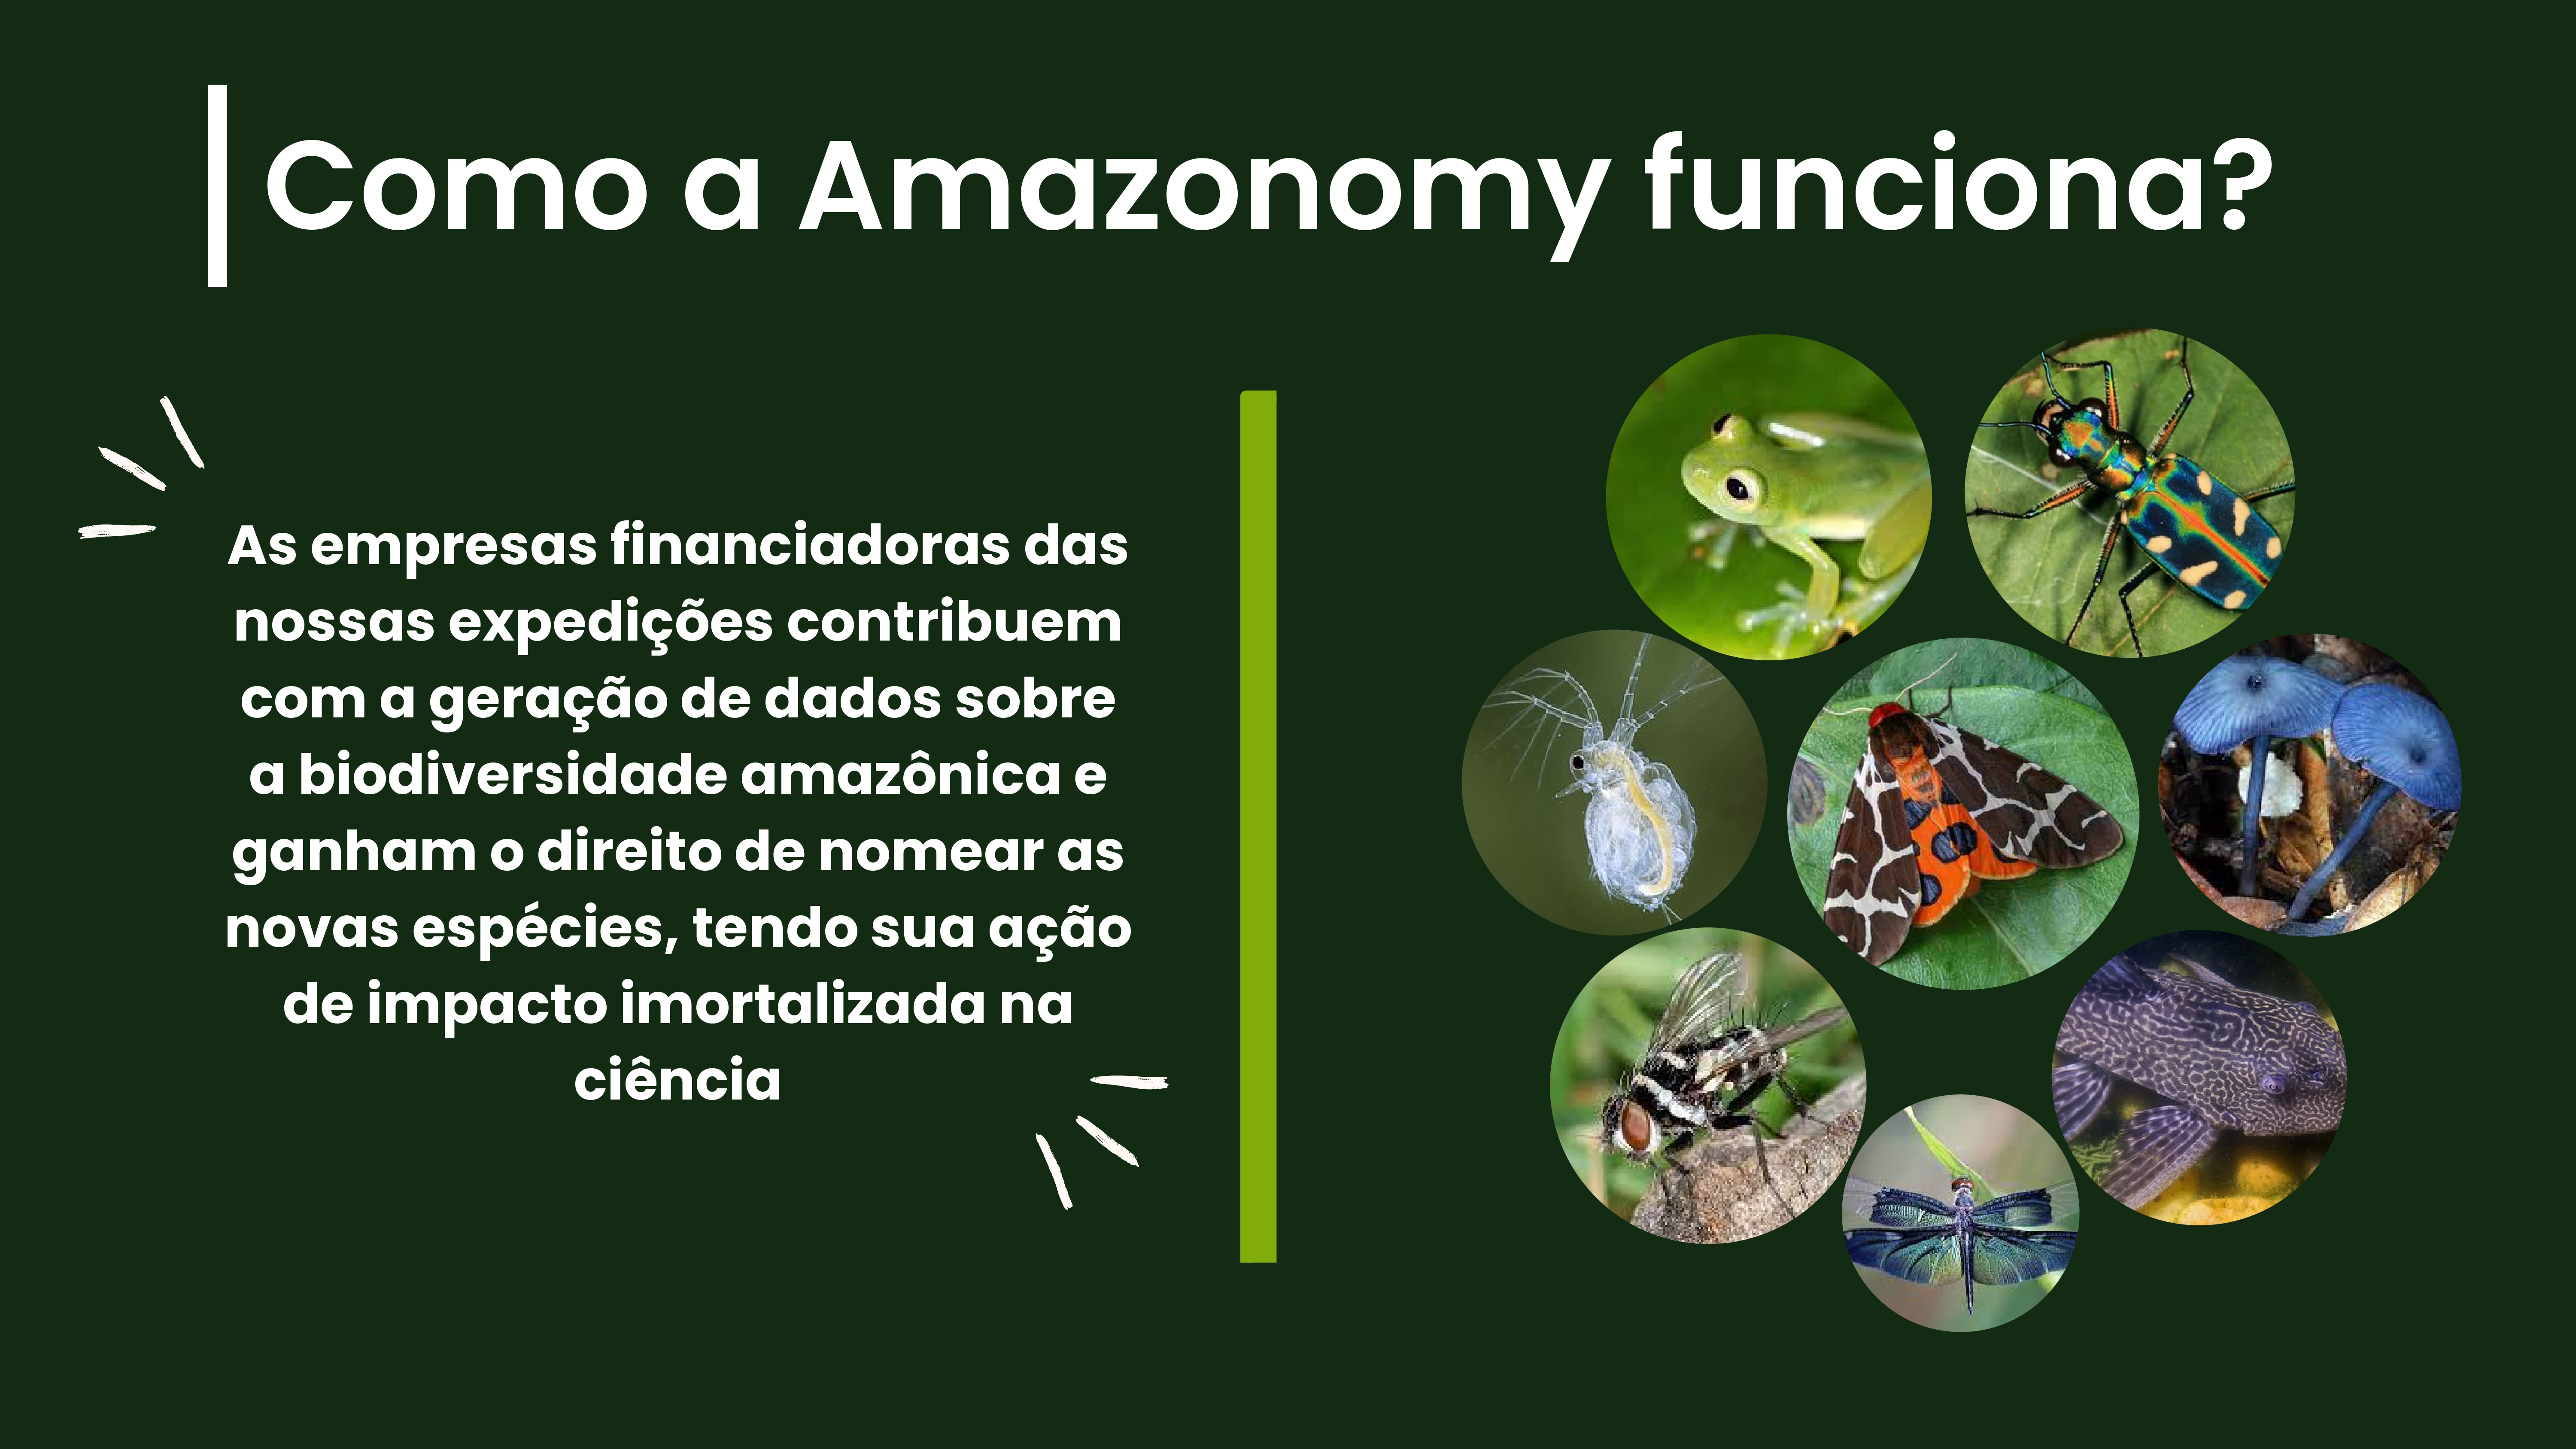 Como a Amazonomy funciona?
As empresas financiadoras das
nossas expedições contribuem
com a geração de dados sobre
a biodiversidade amazônica e
ganham o direito de nomear as
novas espécies, tendo sua ação
de impacto imortalizada na
ciência